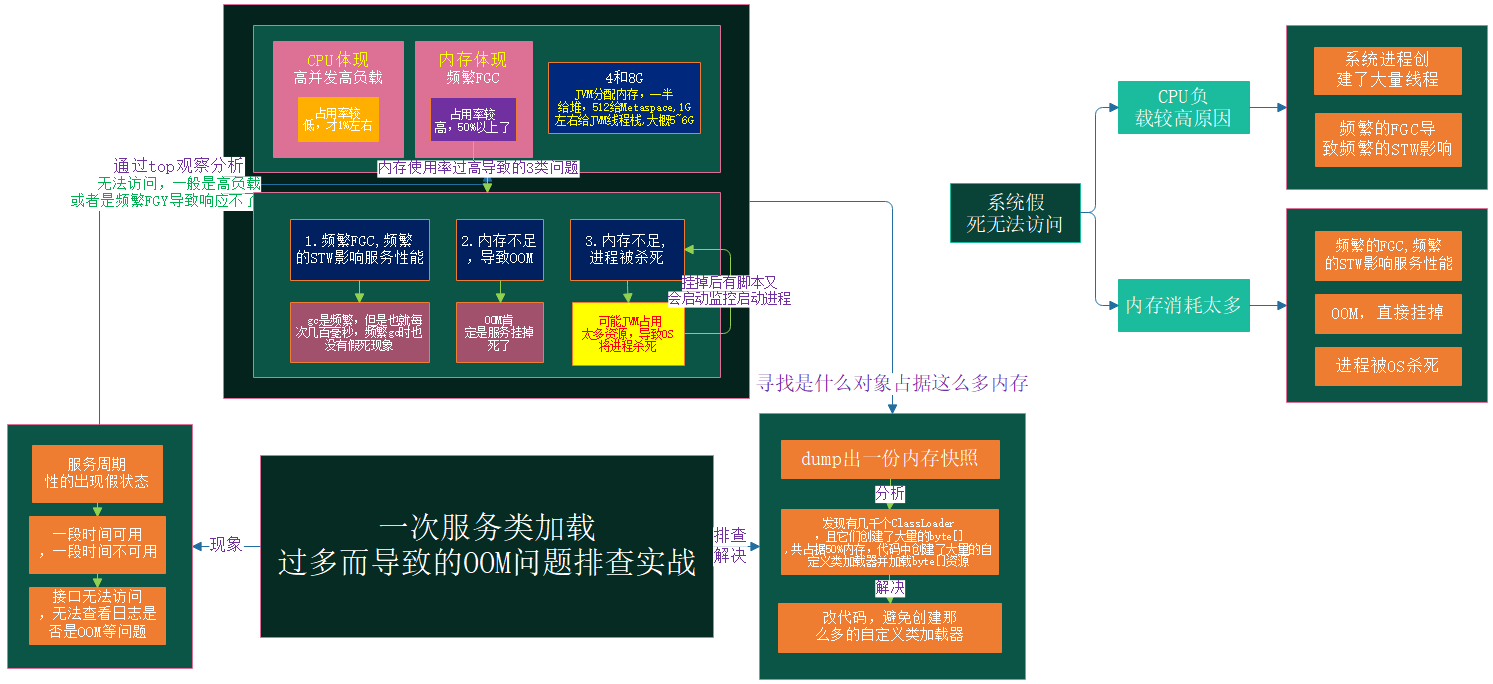 CPU体现
高并发高负载
占用率较
低，才1%左右
内存体现
频繁FGC
占用率较
高，50%以上了
4和8G
JVM分配内存，一半
给堆，512给Metaspace,1G
左右给JVM线程栈,大概5~6G
内存使用率过高导致的3类问题
通过top观察分析
无法访问，一般是高负载
或者是频繁FGY导致响应不了
1.频繁FGC,频繁
的STW影响服务性能
2.内存不足
，导致OOM
3.内存不足,
进程被杀死
gc是频繁，但是也就每
次几百毫秒，频繁gc时也
没有假死现象
OOM肯
定是服务挂掉
死了
可能JVM占用
太多资源，导致OS
将进程杀死
挂掉后有脚本又
会启动监控启动进程
寻找是什么对象占据这么多内存
服务周期
性的出现假状态
一段时间可用
，一段时间不可用
接口无法访问
，无法查看日志是
否是OOM等问题
现象
一次服务类加载
过多而导致的OOM问题排查实战
排查
解决
dump出一份内存快照
分析
发现有几千个ClassLoader
，且它们创建了大量的byte[]
,共占据50%内存，代码中创建了大量的自
定义类加载器并加载byte[]资源
解决
改代码，避免创建那
么多的自定义类加载器
系统假
死无法访问
CPU负
载较高原因
系统进程创
建了大量线程
频繁的FGC导
致频繁的STW影响
内存消耗太多
频繁的FGC,频繁
的STW影响服务性能
OOM，直接挂掉
进程被OS杀死